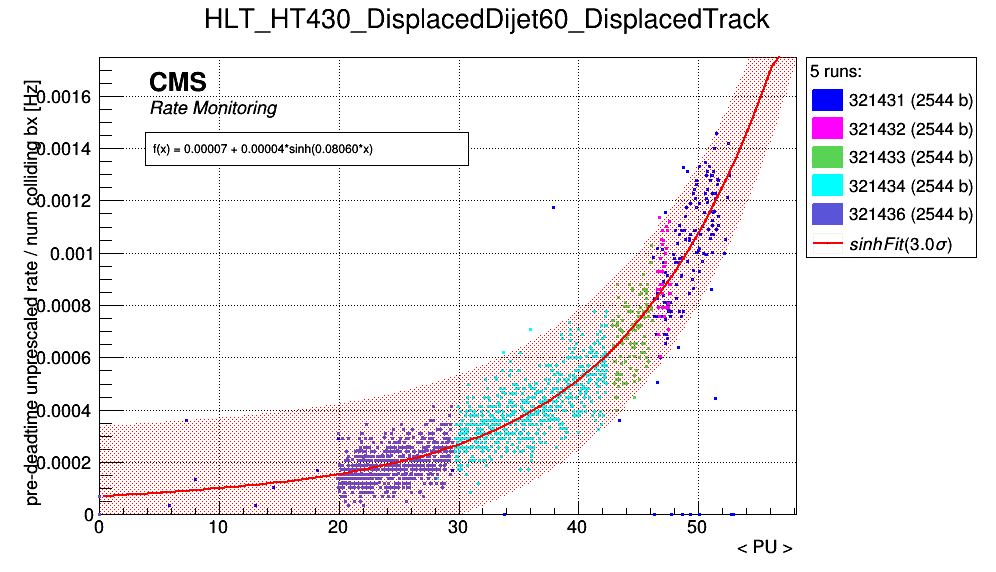 HLT_HT430_DisplacedDijet60_DisplacedTrack
pre-deadtime unprescaled rate / num colliding bx [Hz]
CMS
Rate Monitoring
f(x) = 0.00007 + 0.00004*sinh(0.08060*x)
0.0016
0.0014
0.0012
0.001
0.0008
0.0006
0.0004
0.0002
0
0 10 20 30 40 50
< PU >
5 runs:
321431 (2544 b)
321432 (2544 b)
321433 (2544 b)
321434 (2544 b)
321436 (2544 b)
sinhFit(3.0σ)